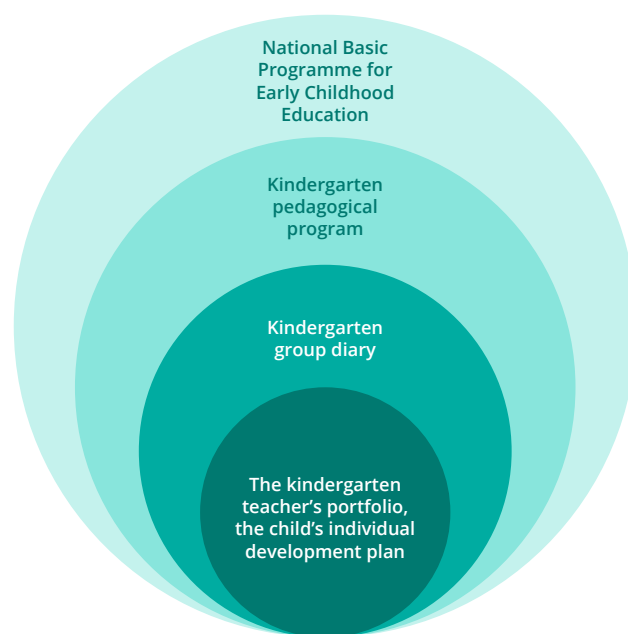 National Basic
Programme for
Early Childhood
Education
Kindergarten
pedagogical
program
Kindergarten
group diary
The kindergarten
teacher’s portfolio,
the child’s individual
development plan